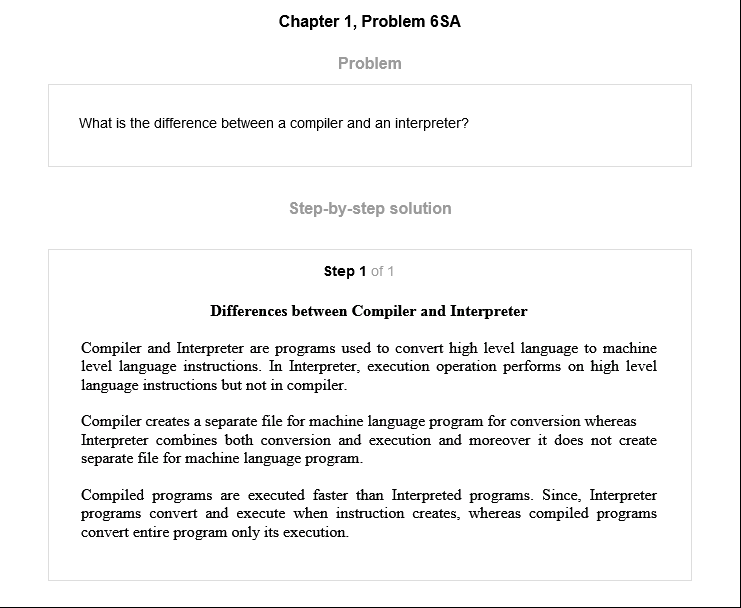 Chapter 1, Problem 6SA
Problem
What is the difference between a compiler and an interpreter?
Step-by-step solution
Step 1 of 1
Differences between Compiler and Interpreter
Compiler and Interpreter are programs used to convert high level language to machine
level language instructions. In Interpreter, execution operation performs on high level
language instructions but not in compiler.
Compiler creates a separate file for machine language program for conversion whereas
Interpreter combines both conversion and execution and moreover it does not create
separate file for machine language program.
Compiled programs are executed faster than Interpreted programs. Since, Interpreter
programs convert and execute when instruction creates, whereas compiled programs
convert entire program only its execution.